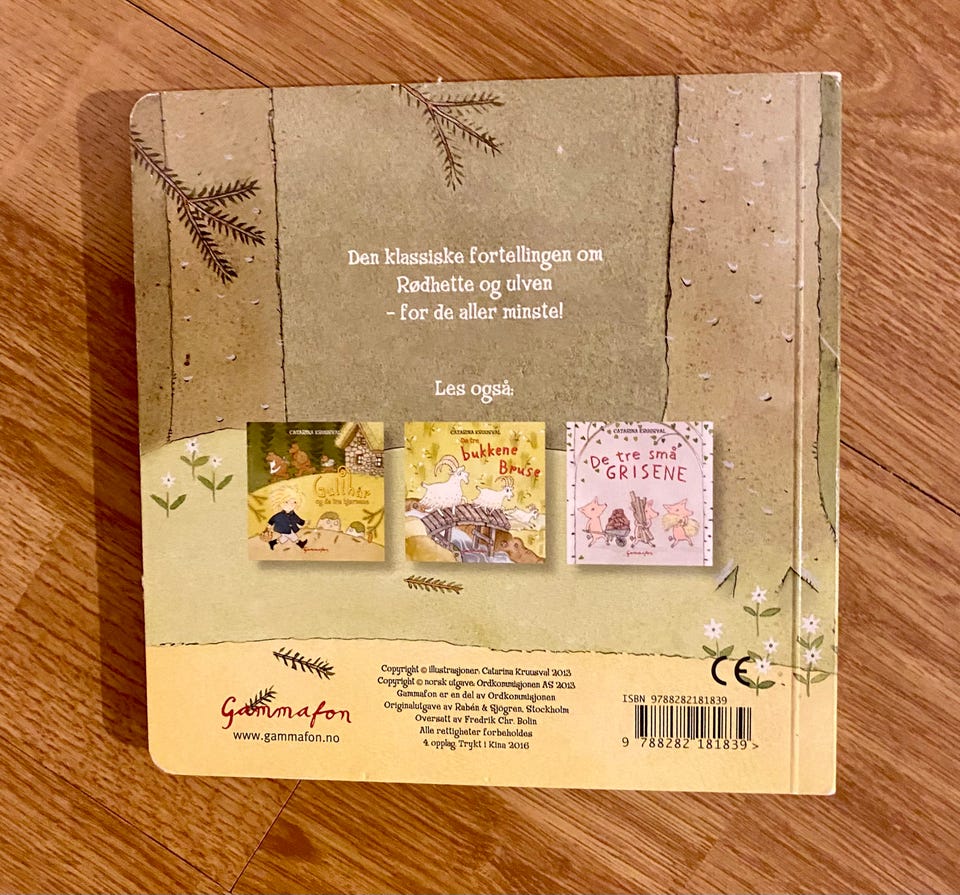 Den klassiske fortellingen om
Rødhette og ulven
- for de aller minste!
Les også:
CATARINA KRUUSVAL
Gullhår
og de tre bjørnene
CATARINA KRUUSVAL
De tre
bukkene
Bruse
CATARINA KRUUSVAL
De tre små
GRISENE
Gammafon
Gammafon
www.gammafon.no
Copyright © illustrasjoner: Catarina Kruusval 2013
Copyright © norsk utgave: Ordkommisjonen AS 2013
Gammafon er en del av Ordkommisjonen
Originalutgave av Rabén & Sjögren, Stockholm
Oversatt av Fredrik Chr. Bolin
Alle rettigheter forbeholdes
4. opplag. Trykt i Kina 2016
CE
ISBN 9788282181839
9 788282 181839 >